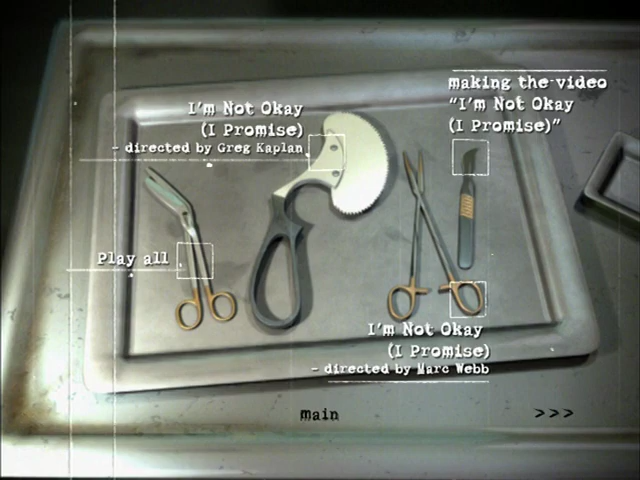 I'm Not Okay
(I Promise)
- directed by Greg Kaplan
making the video
"I'm Not Okay
(I Promise)"
Play all
I'm Not Okay
(I Promise)
- directed by Marc Webb
main
>>>